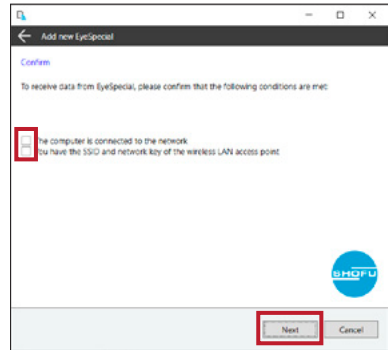 Add new EyeSpecial
Confirm
To receive data from EyeSpecial, please confirm that the following conditions are met:
The computer is connected to the network
You have the SSID and network key of the wireless LAN access point
SHOFU
Next
Cancel